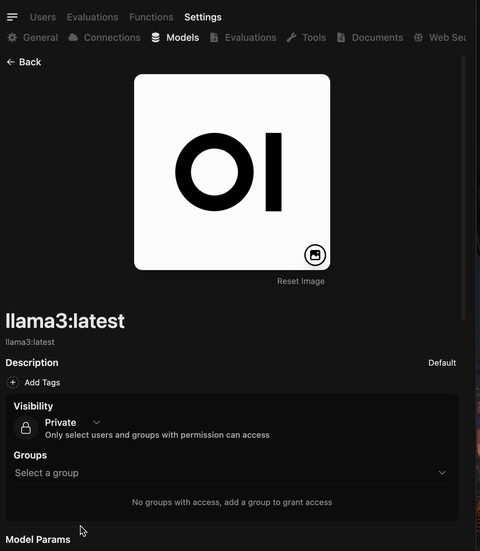 Users Evaluations Functions Settings
General Connections Models Evaluations Tools Documents Web Sea
Back
OI
Reset Image
llama3:latest
llama3:latest
Description Default
Add Tags
Visibility
Private
Only select users and groups with permission can access
Groups
Select a group
No groups with access, add a group to grant access
Model Params